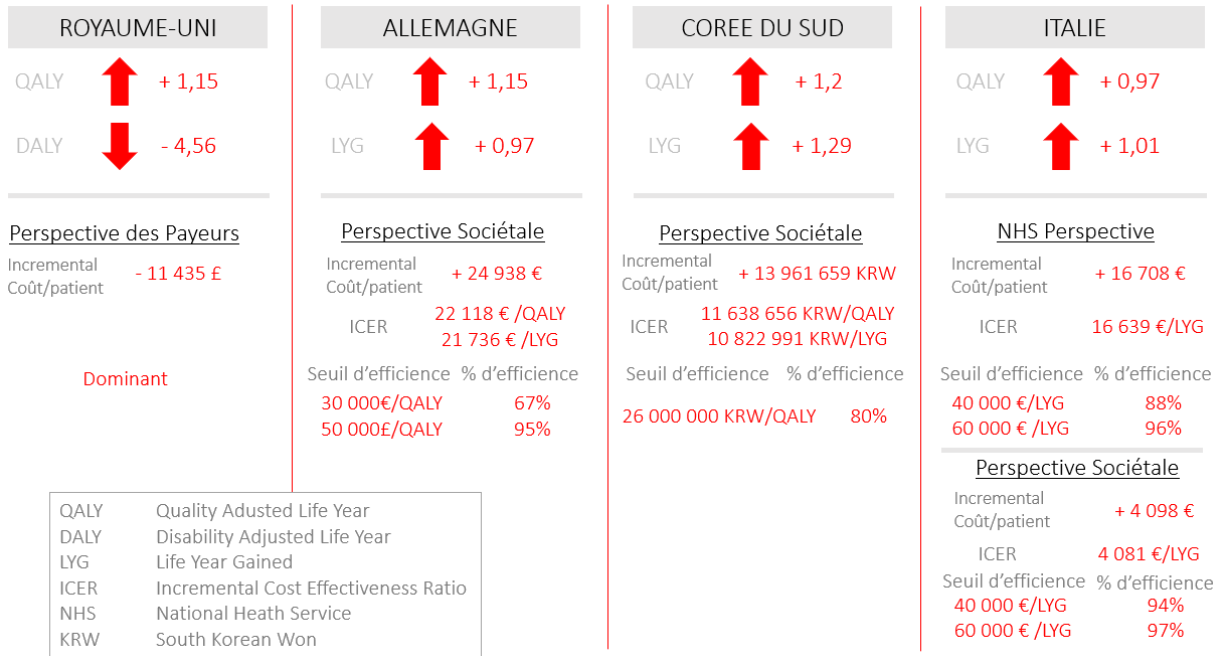 ROYAUME-UNI
QALY + 1,15
DALY - 4,56
Perspective des Payeurs
Incremental
Coût/patient - 11 435 £
Dominant
ALLEMAGNE
QALY + 1,15
LYG + 0,97
Perspective Sociétale
Incremental
Coût/patient + 24 938 €
ICER 22 118 € /QALY
21 736 € /LYG
Seuil d'efficience % d'efficience
30 000€/QALY 67%
50 000£/QALY 95%
COREE DU SUD
QALY + 1,2
LYG + 1,29
Perspective Sociétale
Incremental
Coût/patient + 13 961 659 KRW
ICER 11 638 656 KRW/QALY
10 822 991 KRW/LYG
Seuil d'efficience % d'efficience
26 000 000 KRW/QALY 80%
ITALIE
QALY + 0,97
LYG + 1,01
NHS Perspective
Incremental
Coût/patient + 16 708 €
ICER 16 639 €/LYG
Seuil d'efficience % d'efficience
40 000 €/LYG 88%
60 000 € /LYG 96%
Perspective Sociétale
Incremental
Coût/patient + 4 098 €
ICER 4 081 €/LYG
Seuil d'efficience % d'efficience
40 000 €/LYG 94%
60 000 € /LYG 97%
QALY Quality Adusted Life Year
DALY Disability Adjusted Life Year
LYG Life Year Gained
ICER Incremental Cost Effectiveness Ratio
NHS National Heath Service
KRW South Korean Won